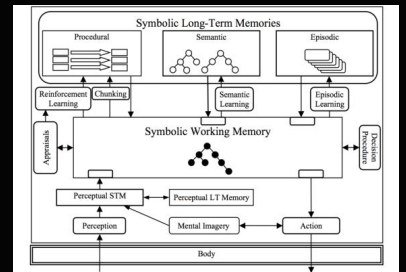 Symbolic Long-Term Memories
Procedural
Semantic
Episodic
Reinforcement
Learning
Chunking
Semantic
Learning
Episodic
Learning
Appraisals
Symbolic Working Memory
Decision
Procedure
Perceptual STM
Perceptual LT Memory
Perception
Mental Imagery
Action
Body